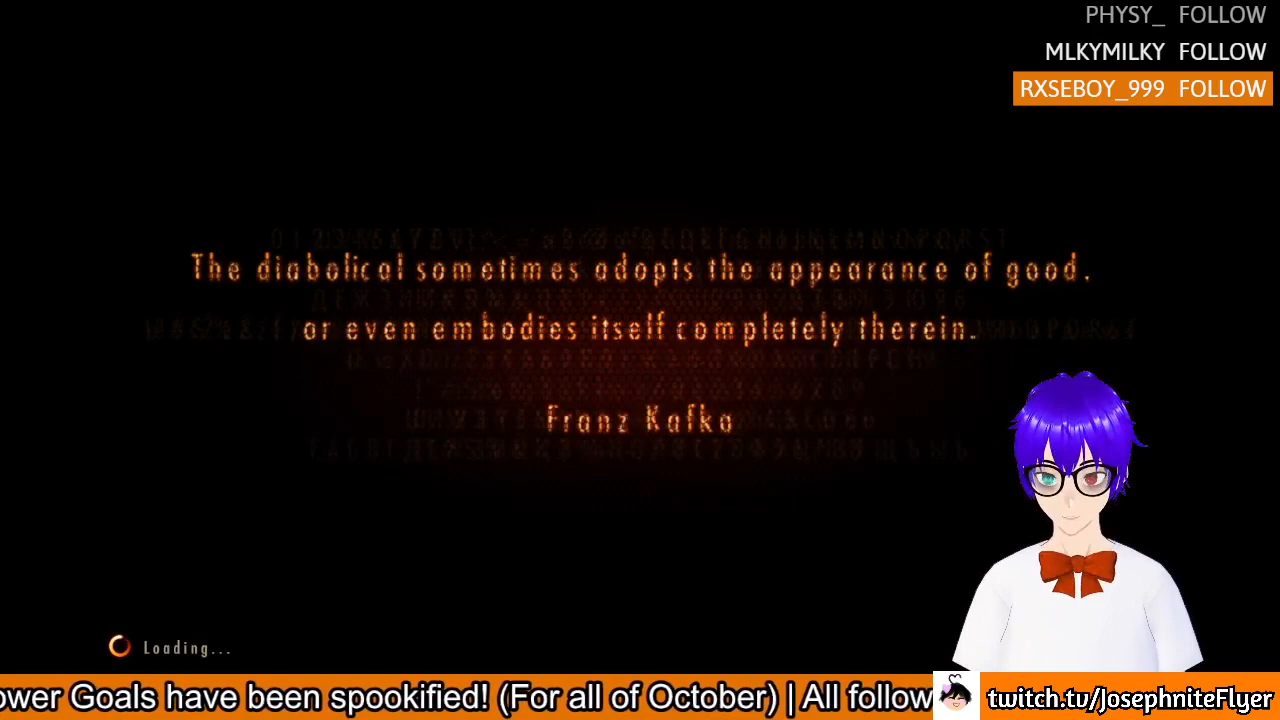 PHYSY_ FOLLOW
MLKYMILKY FOLLOW
RXSEBOY_999 FOLLOW
The diabolical sometimes adopts the appearance of good,
or even embodies itself completely therein.
Franz Kafka
Loading...
ower Goals have been spookified! (For all of October) | All follow
twitch.tv/JosephniteFlyer